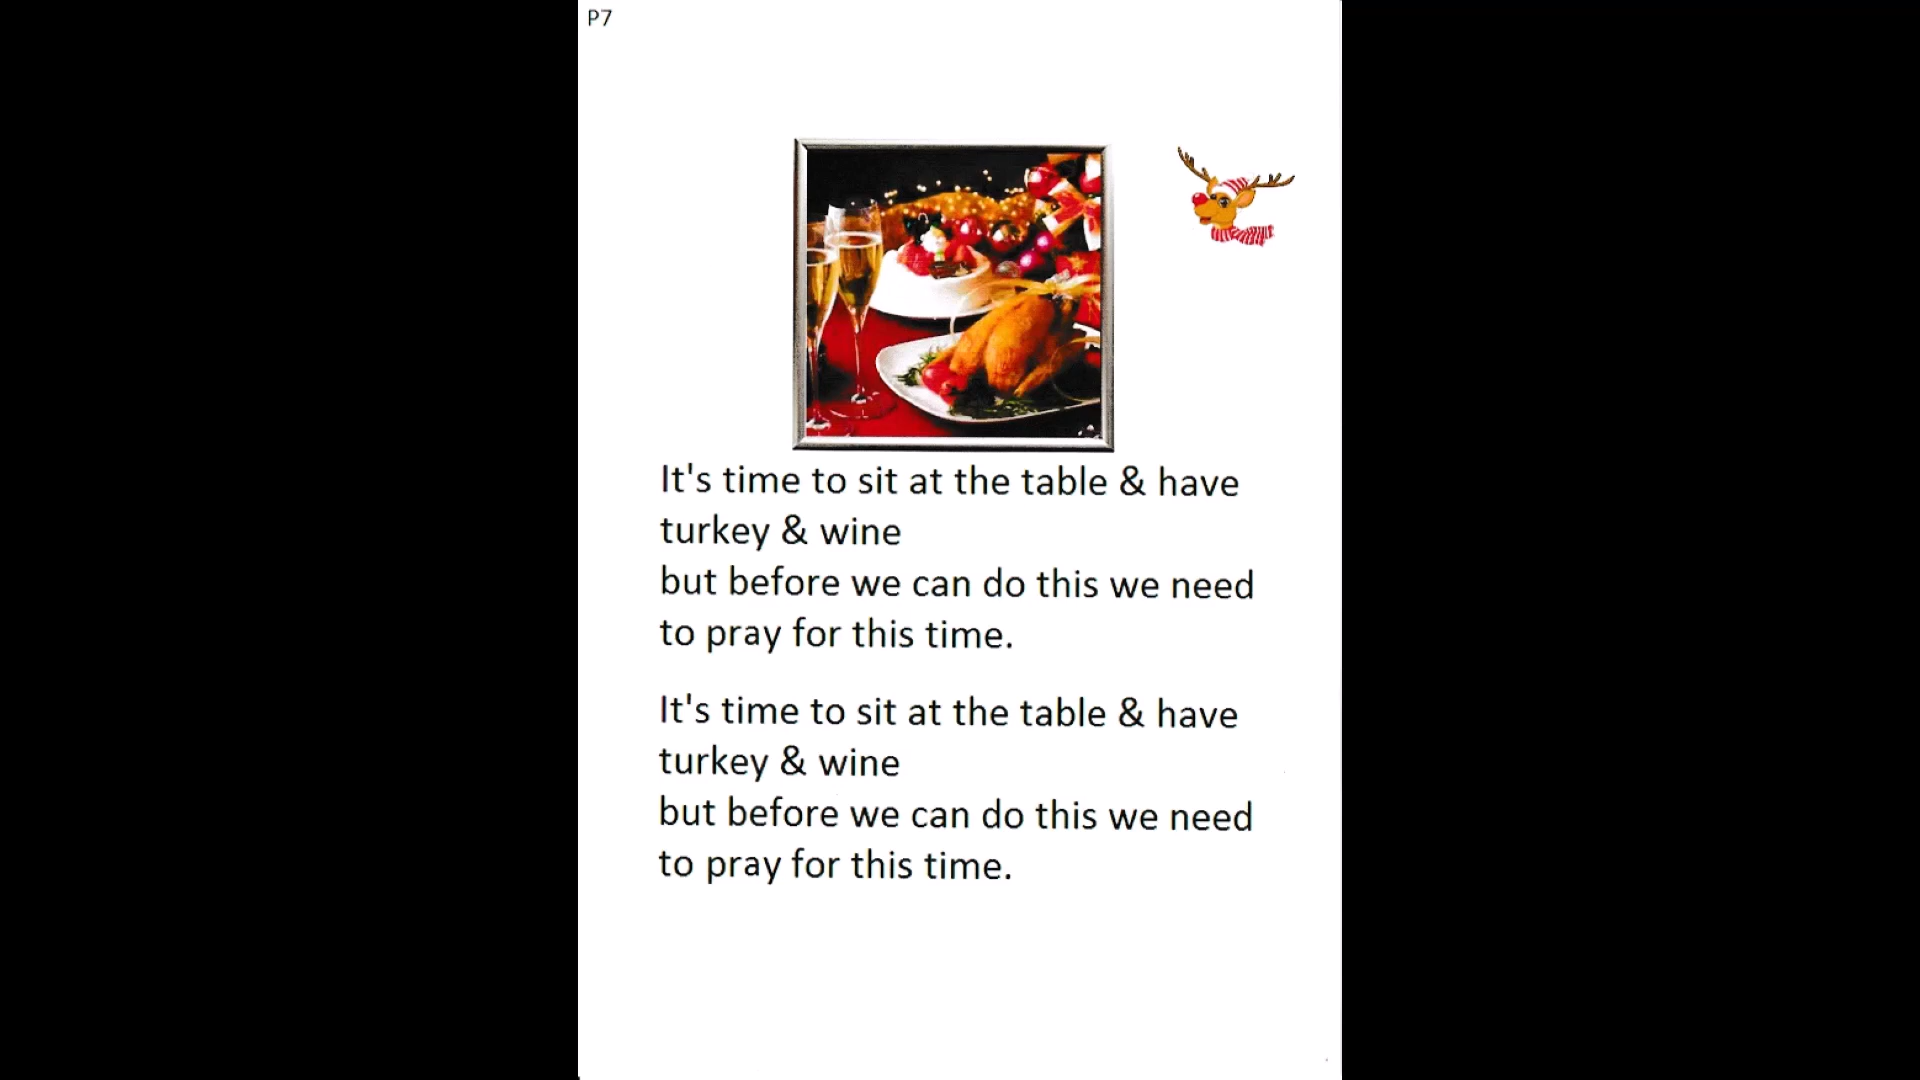 P7
It's time to sit at the table & have
turkey & wine
but before we can do this we need
to pray for this time.
It's time to sit at the table & have
turkey & wine
but before we can do this we need
to pray for this time.